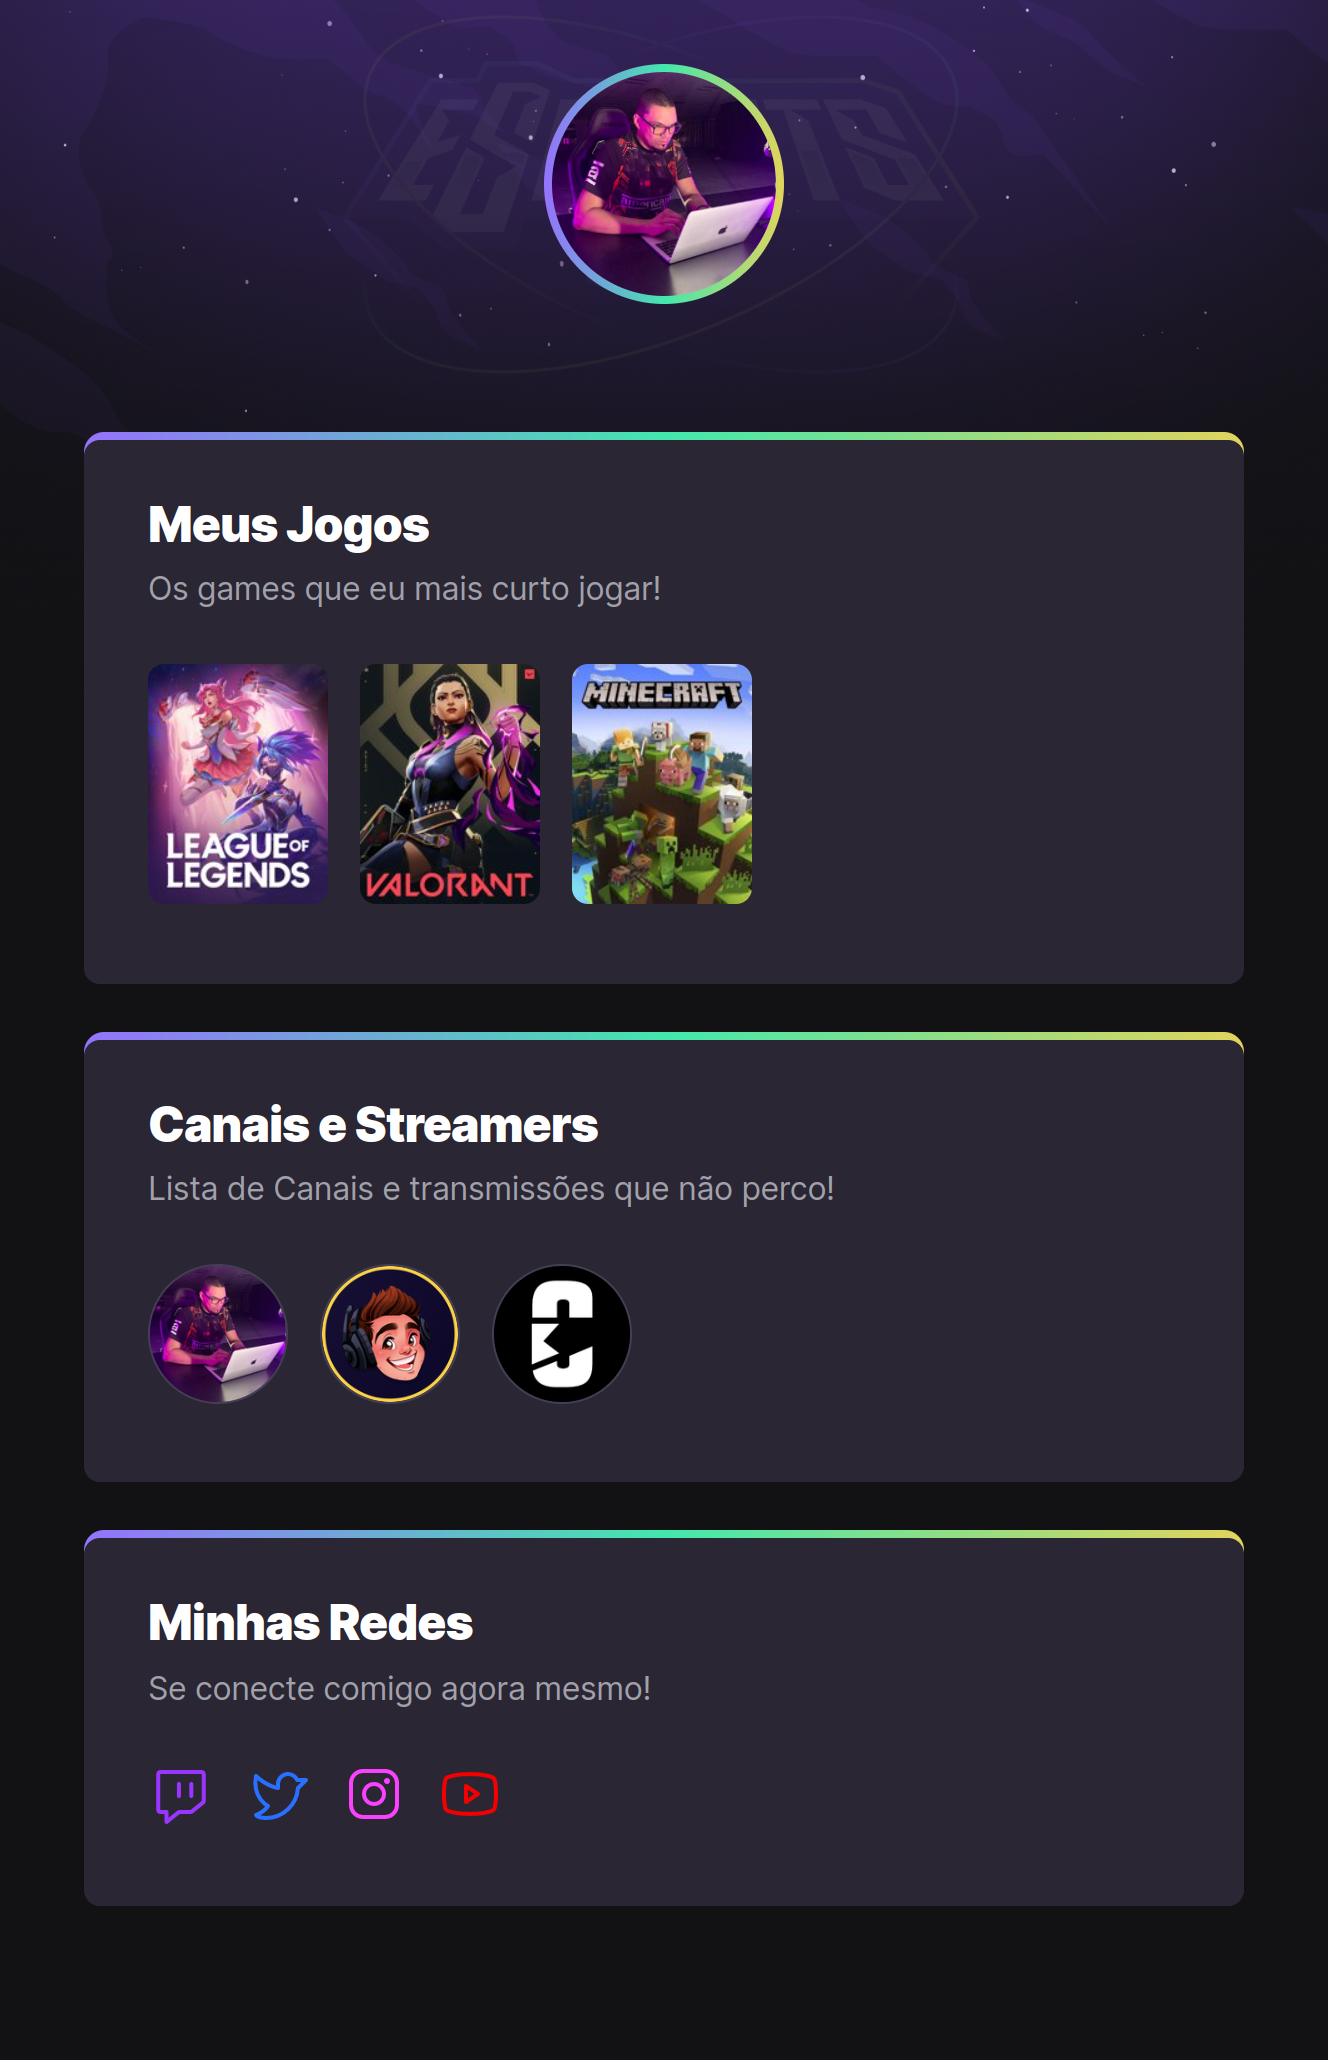 ESPORTS
Meus Jogos
Os games que eu mais curto jogar!
LEAGUE OF
LEGENDS
VALORANT
MINECRAFT
Canais e Streamers
Lista de Canais e transmissões que não perco!
Minhas Redes
Se conecte comigo agora mesmo!